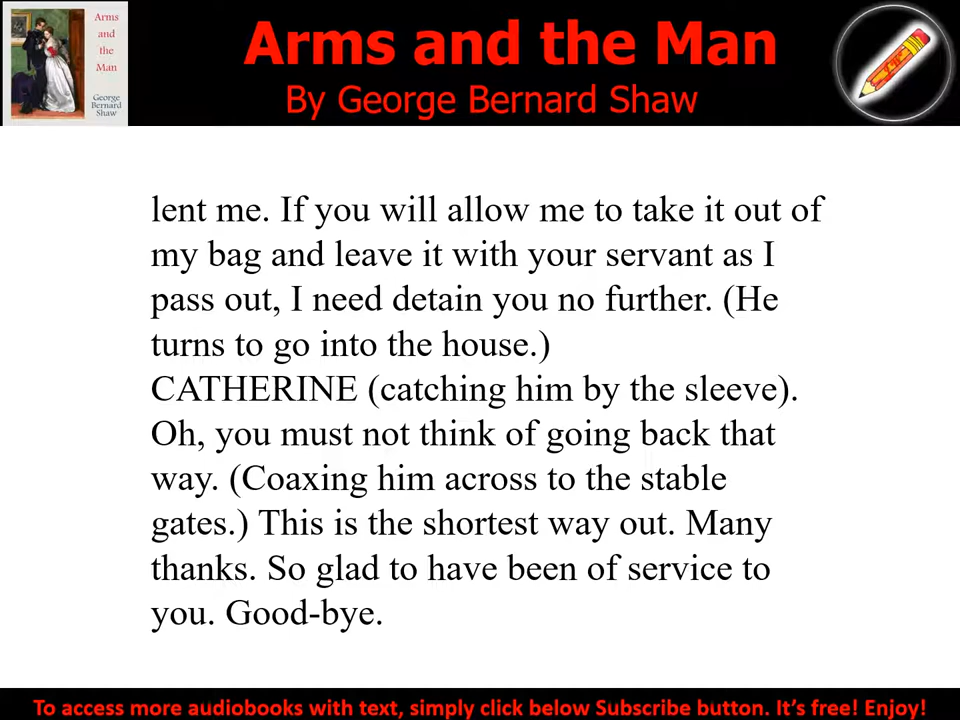 Arms
and
the
Man
George
Bernard
Shaw
Arms and the Man
By George Bernard Shaw
lent me. If you will allow me to take it out of
my bag and leave it with your servant as I
pass out, I need detain you no further. (He
turns to go into the house.)
CATHERINE (catching him by the sleeve).
Oh, you must not think of going back that
way. (Coaxing him across to the stable
gates.) This is the shortest way out. Many
thanks. So glad to have been of service to
you. Good-bye.
To access more audiobooks with text, simply click below Subscribe button. It’s free! Enjoy!